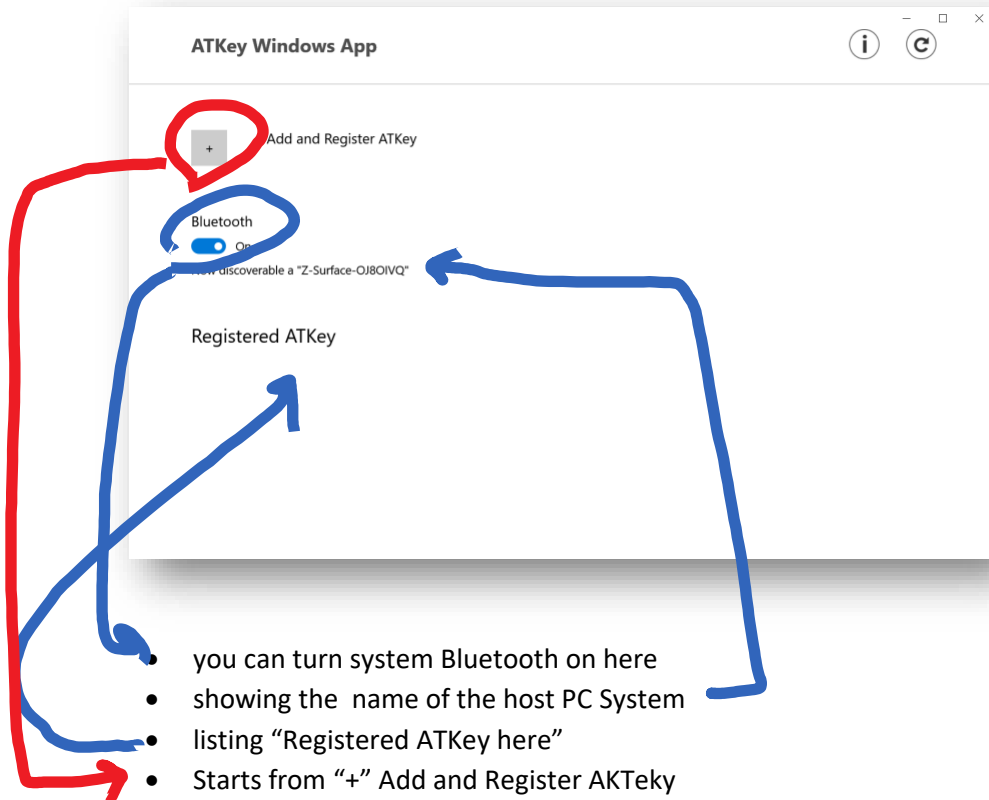 ATKey Windows App
+
Add and Register ATKey
Bluetooth
On
Now discoverable a "Z-Surface-OJ8OIVQ"
Registered ATKey
• you can turn system Bluetooth on here
• showing the name of the host PC System
• listing “Registered ATKey here”
• Starts from “+” Add and Register AKTeky